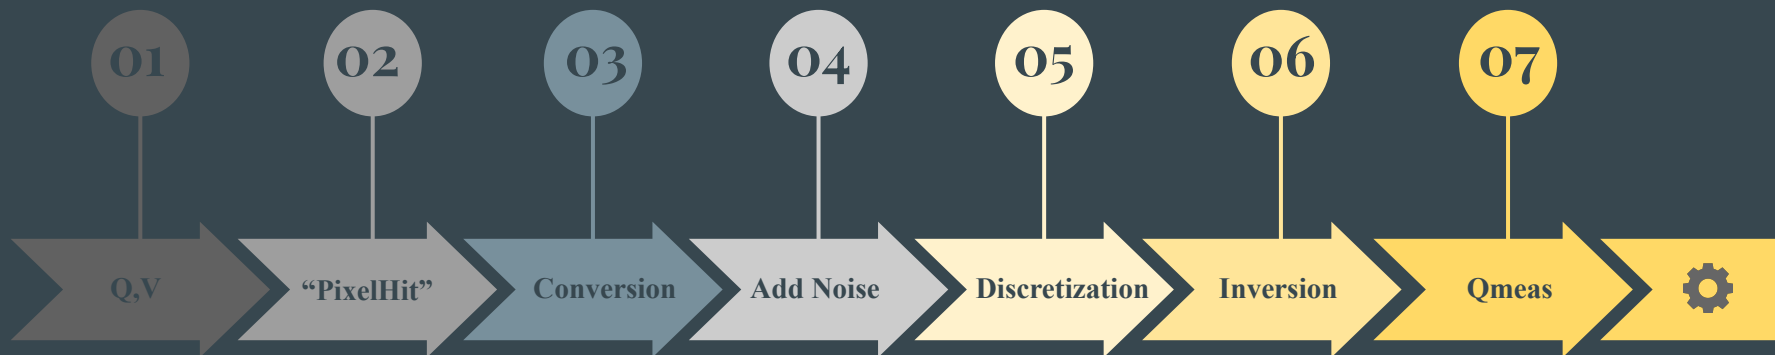 01 02 03 04 05 06 07
Q,V “PixelHit” Conversion Add Noise Discretization Inversion Qmeas